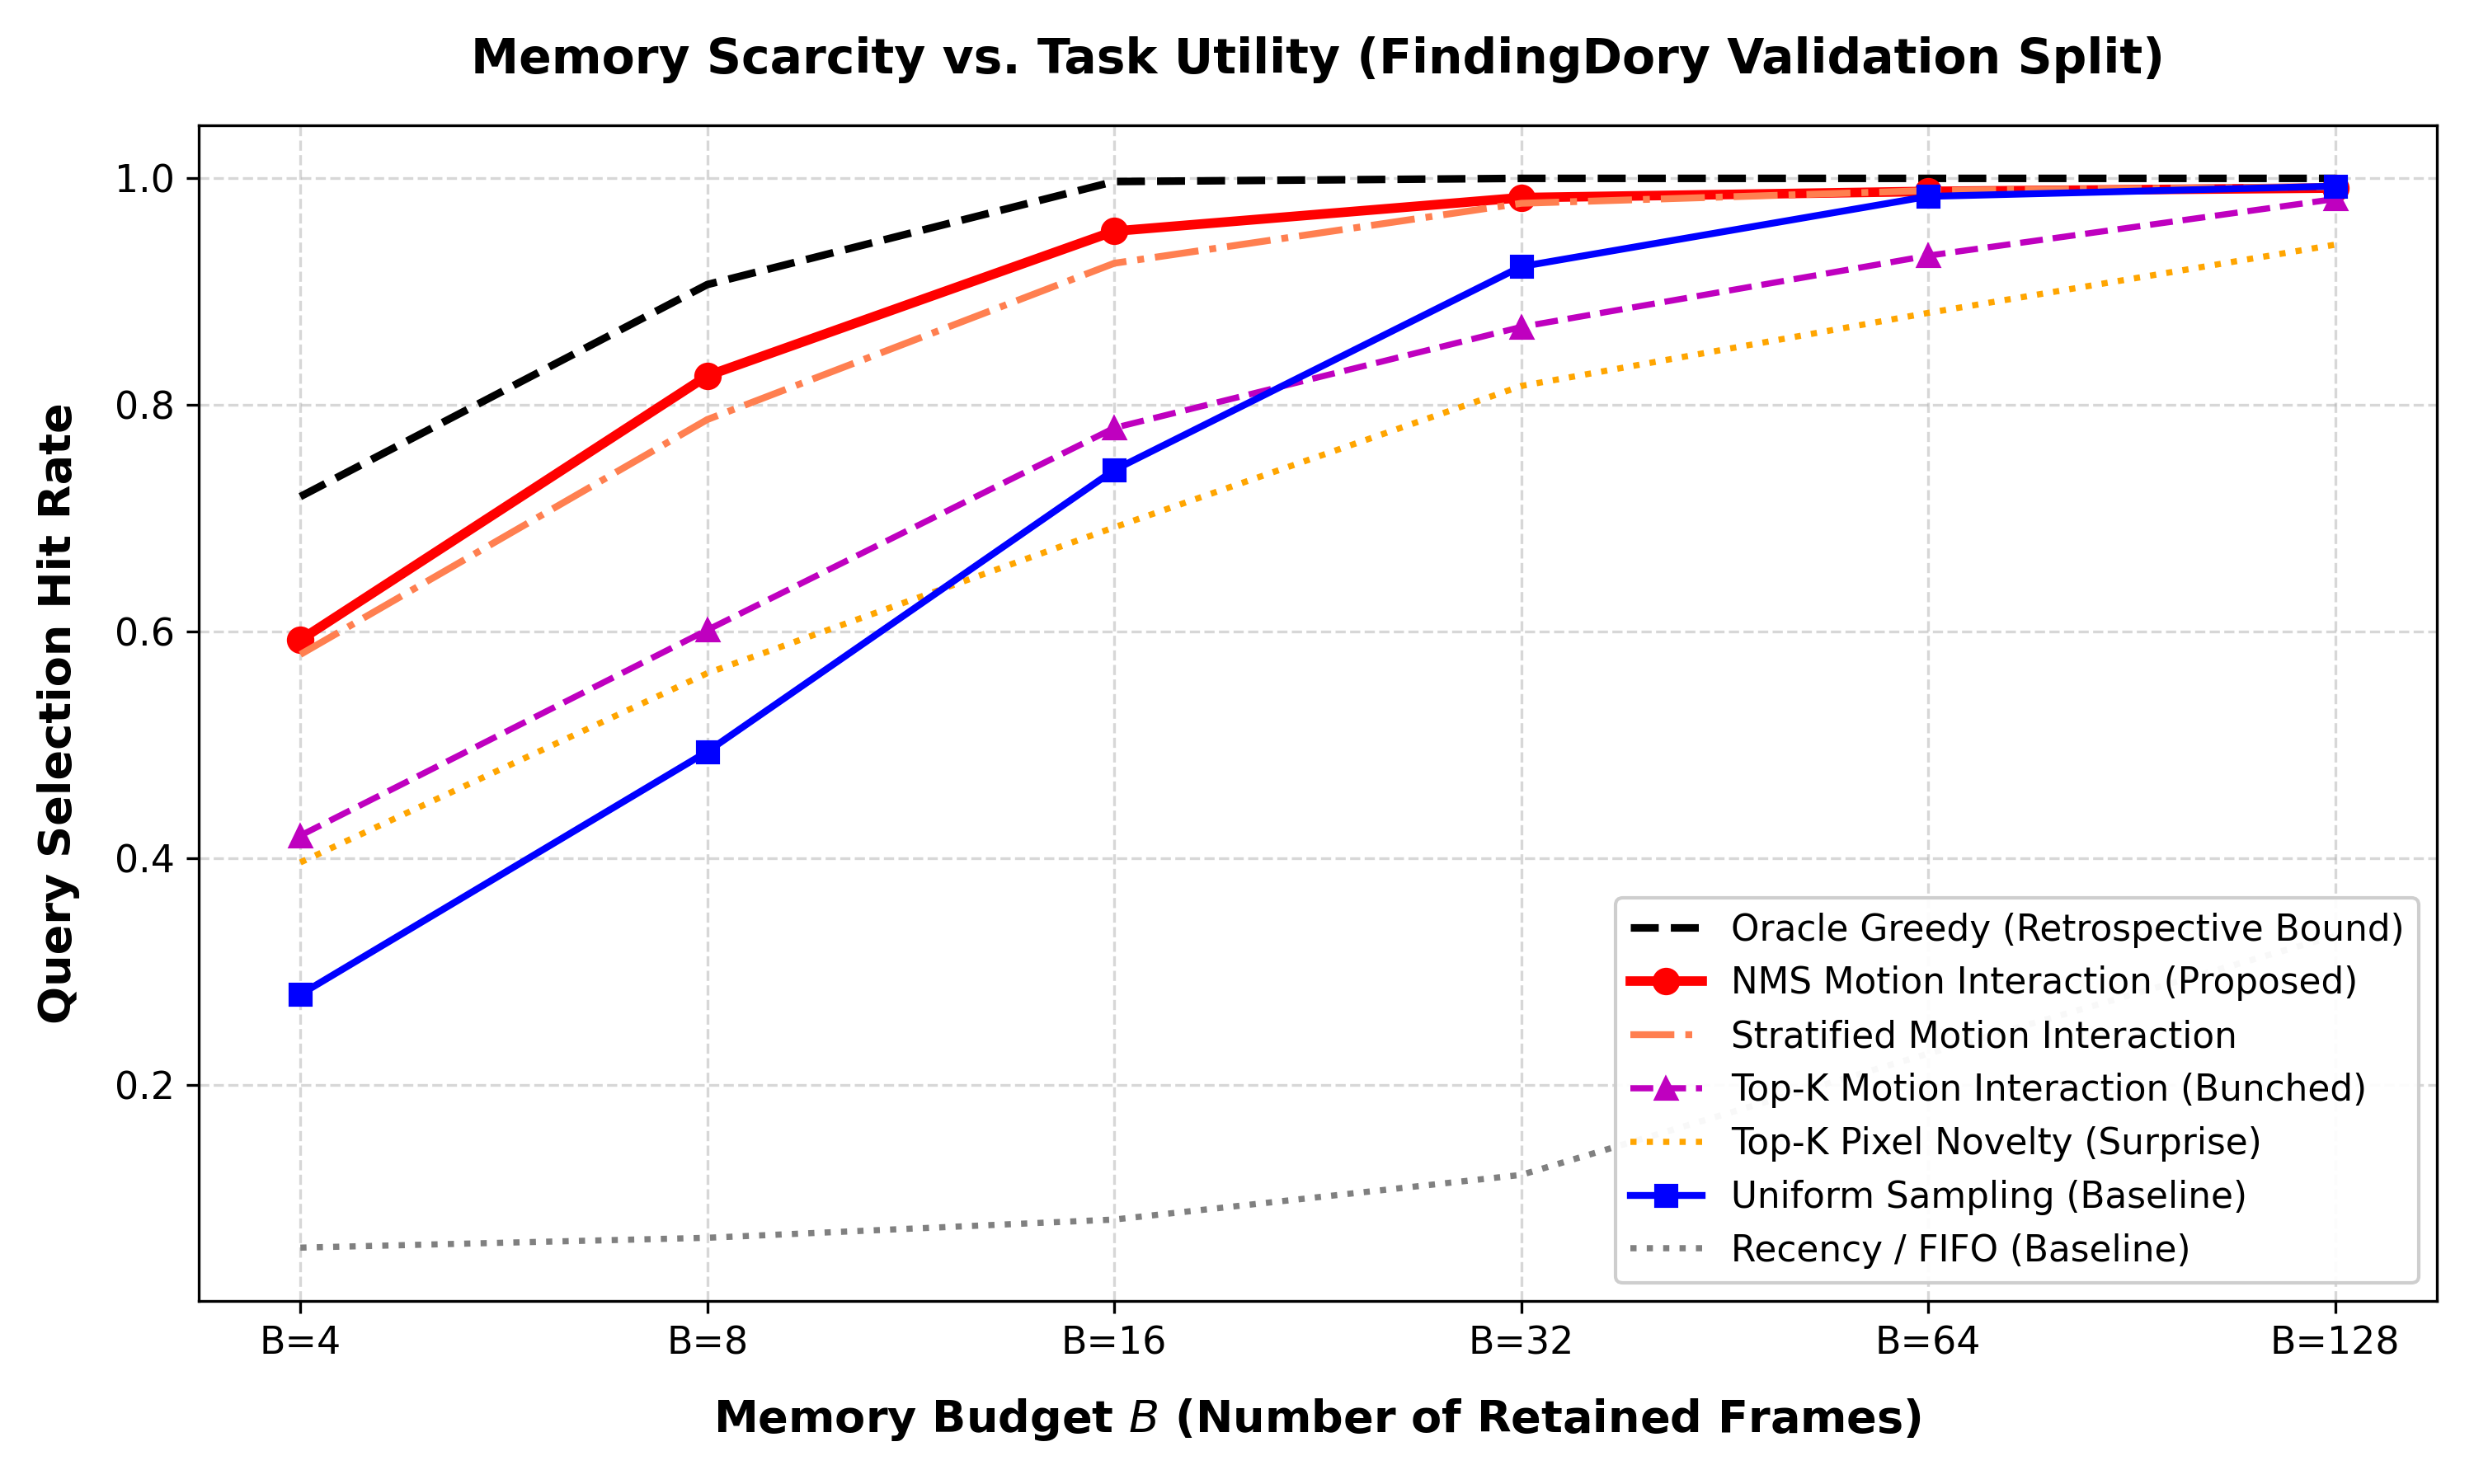 Memory Scarcity vs. Task Utility (FindingDory Validation Split)
Query Selection Hit Rate
1.0
0.8
0.6
0.4
0.2
Oracle Greedy (Retrospective Bound)
NMS Motion Interaction (Proposed)
Stratified Motion Interaction
Top-K Motion Interaction (Bunched)
Top-K Pixel Novelty (Surprise)
Uniform Sampling (Baseline)
Recency / FIFO (Baseline)
B=4 B=8 B=16 B=32 B=64 B=128
Memory Budget B (Number of Retained Frames)